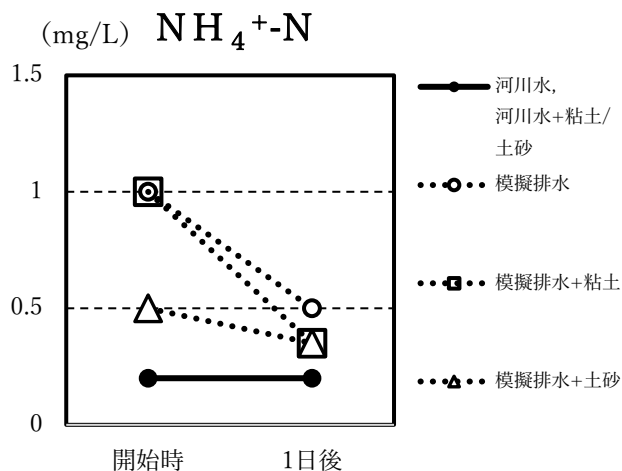 (mg/L) NH₄⁺-N
1.5
1
0.5
0
開始時 1日後
河川水,
河川水+粘土/
土砂
模擬排水
模擬排水+粘土
模擬排水+土砂